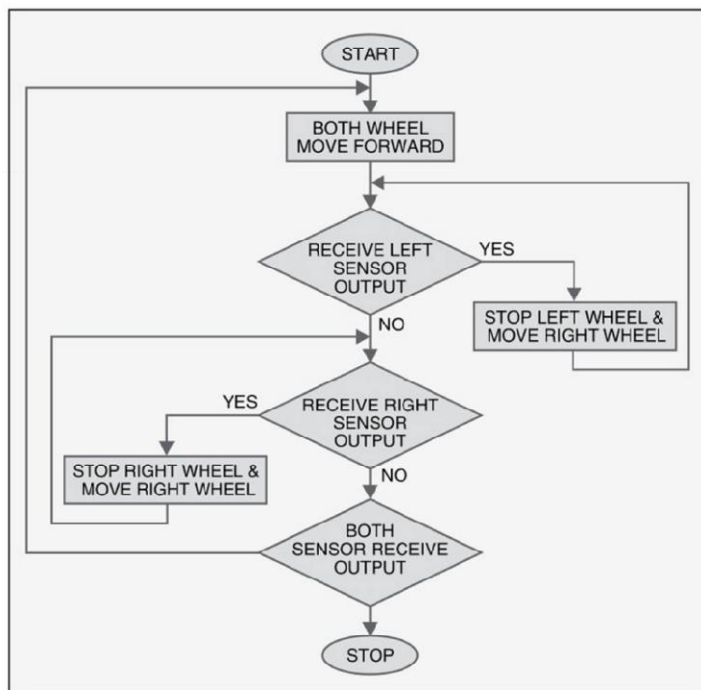 START
BOTH WHEEL
MOVE FORWARD
RECEIVE LEFT
SENSOR
OUTPUT
YES
STOP LEFT WHEEL &
MOVE RIGHT WHEEL
NO
RECEIVE RIGHT
SENSOR
OUTPUT
YES
STOP RIGHT WHEEL &
MOVE RIGHT WHEEL
NO
BOTH
SENSOR RECEIVE
OUTPUT
STOP